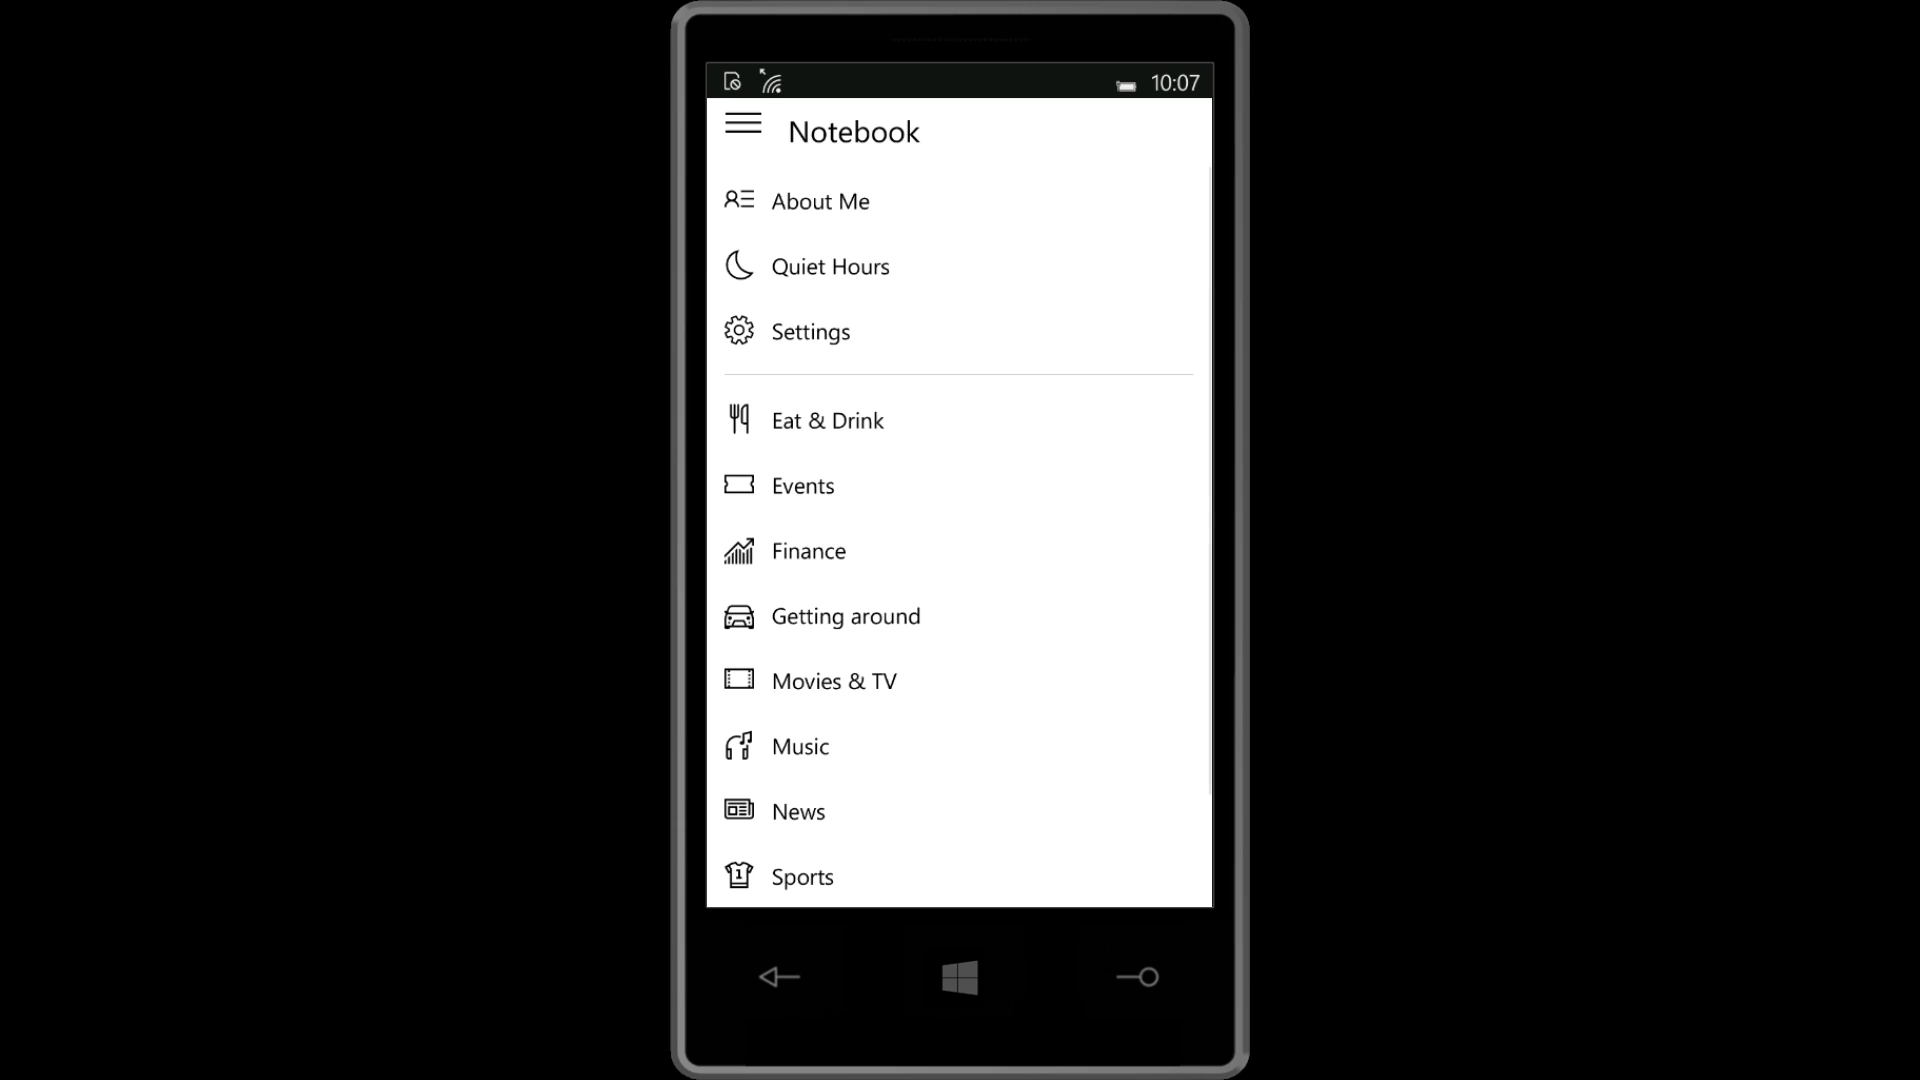 10:07
Notebook
About Me
Quiet Hours
Settings
Eat & Drink
Events
Finance
Getting around
Movies & TV
Music
News
1
Sports